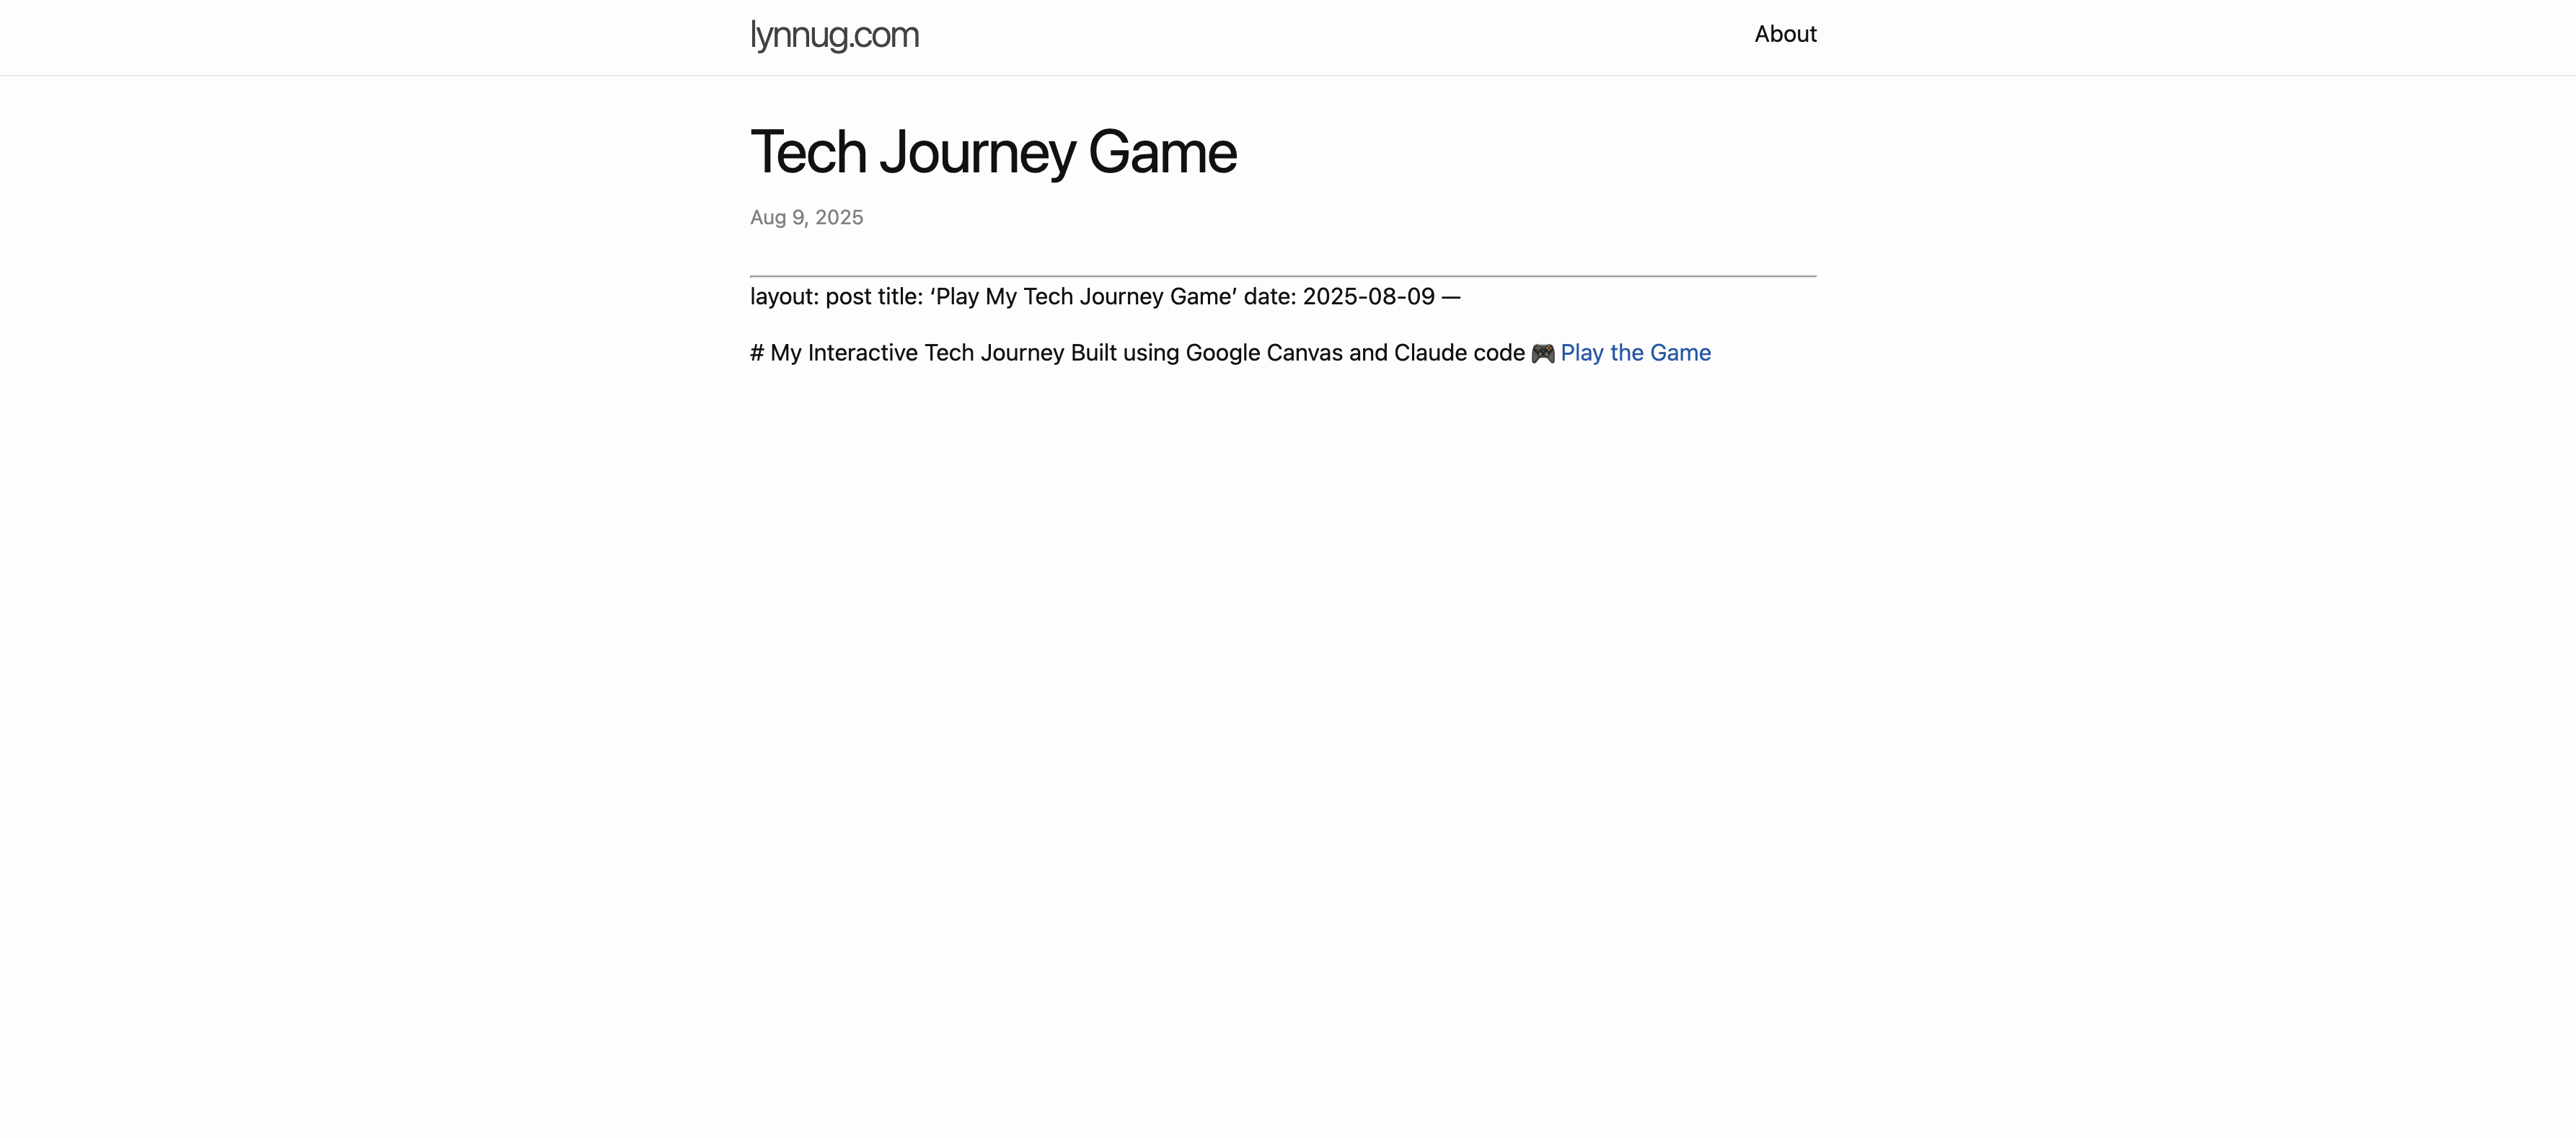 lynnug.com
About
Tech Journey Game
Aug 9, 2025
layout: post title: ‘Play My Tech Journey Game’ date: 2025-08-09 —
# My Interactive Tech Journey Built using Google Canvas and Claude code 🎮 Play the Game